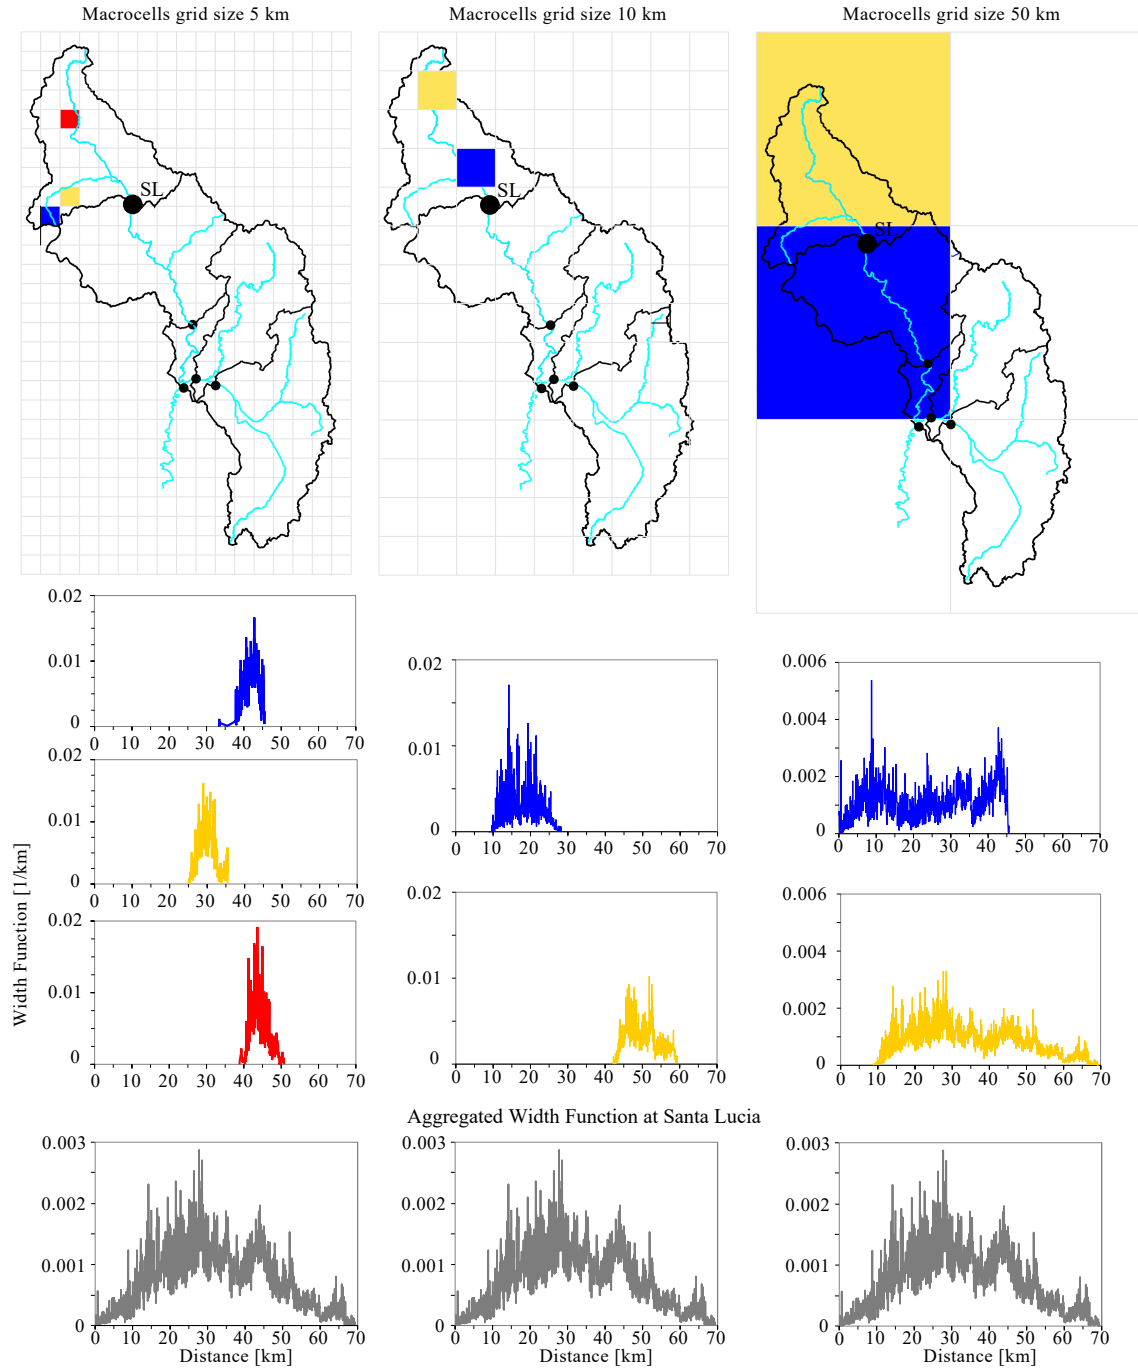 Macrocells grid size 5 km
Macrocells grid size 10 km
Macrocells grid size 50 km
SL
SL
SL
Width Function [1/km]
0.02
0.01
0
0 10 20 30 40 50 60 70
0.02
0.01
0
0 10 20 30 40 50 60 70
0.02
0.01
0
0 10 20 30 40 50 60 70
0.02
0.01
0
0 10 20 30 40 50 60 70
0.02
0.01
0
0 10 20 30 40 50 60 70
0.006
0.004
0.002
0
0 10 20 30 40 50 60 70
0.006
0.004
0.002
0
0 10 20 30 40 50 60 70
Aggregated Width Function at Santa Lucia
0.003
0.002
0.001
0
0 10 20 30 40 50 60 70
Distance [km]
0.003
0.002
0.001
0
0 10 20 30 40 50 60 70
Distance [km]
0.003
0.002
0.001
0
0 10 20 30 40 50 60 70
Distance [km]